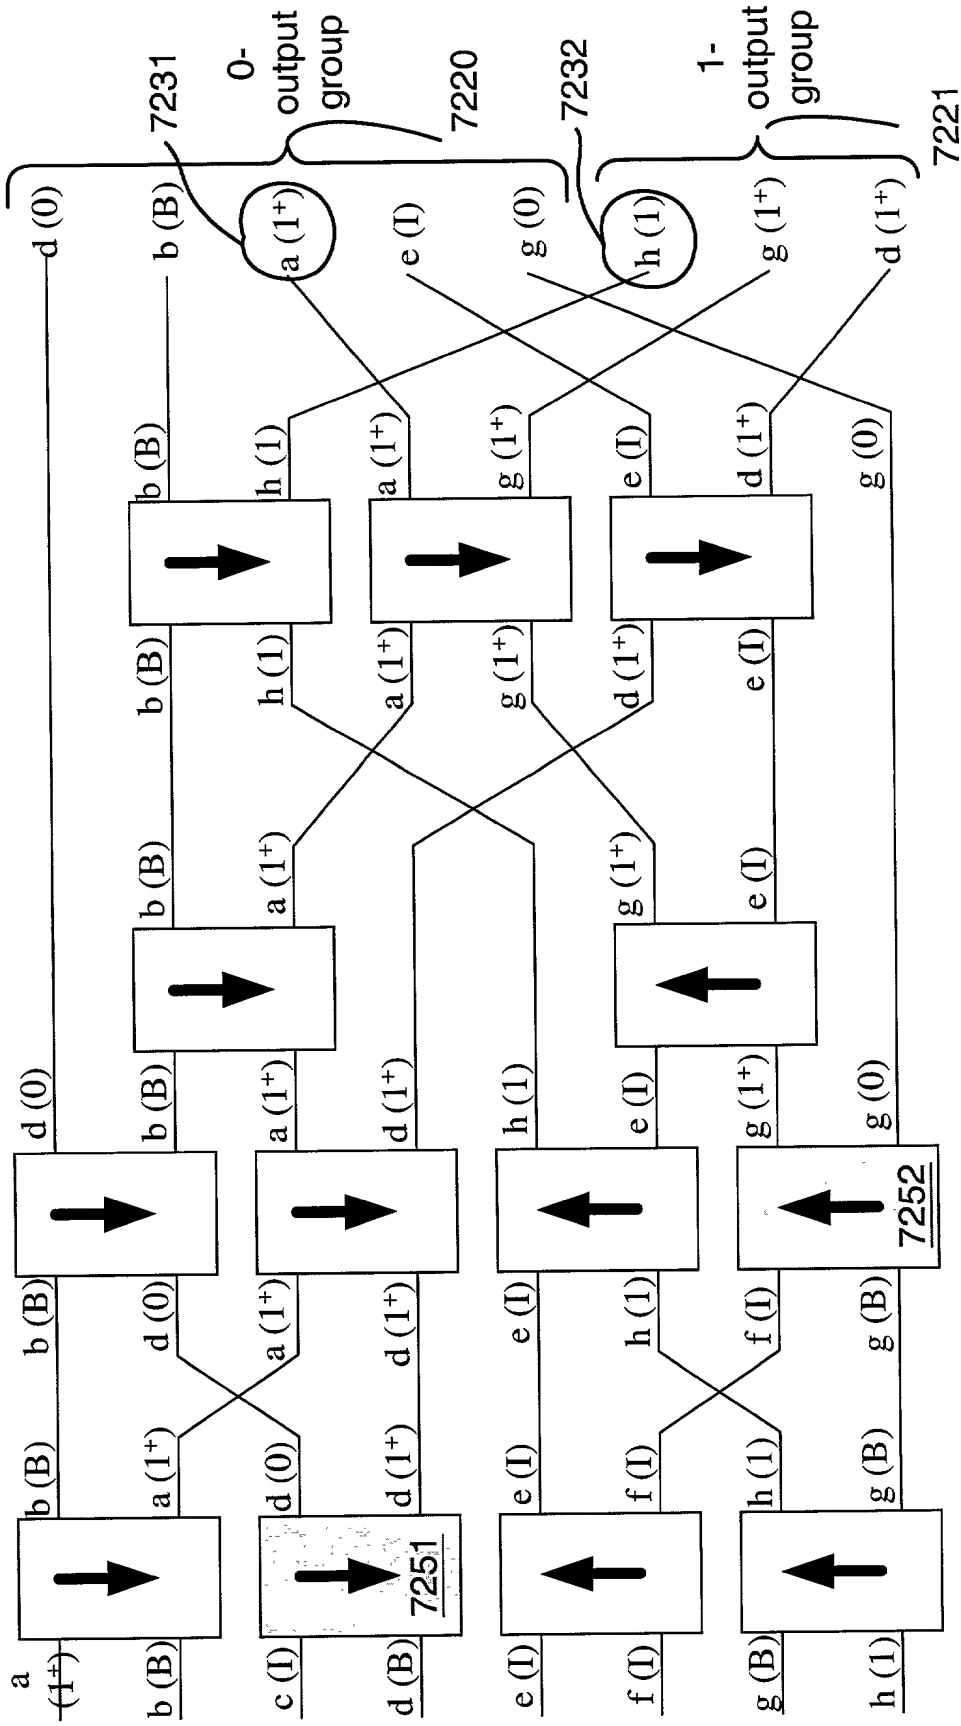 a
(1⁺)
b (B)
c (I)
d (B)
e (I)
f (I)
g (B)
h (1)
7251
b (B)
a (1⁺)
d (0)
d (1⁺)
e (I)
f (I)
h (1)
g (B)
b (B)
d (0)
a (1⁺)
d (1⁺)
e (I)
h (1)
f (I)
g (B)
7252
d (0)
b (B)
a (1⁺)
d (1⁺)
h (1)
e (I)
g (1⁺)
g (0)
b (B)
a (1⁺)
g (1⁺)
e (I)
b (B)
h (1)
a (1⁺)
g (1⁺)
d (1⁺)
e (I)
b (B)
h (1)
a (1⁺)
g (1⁺)
e (I)
d (1⁺)
g (0)
d (0)
b (B)
a (1⁺)
e (I)
g (0)
h (1)
g (1⁺)
d (1⁺)
7231
0-
output
group
7220
7232
1-
output
group
7221